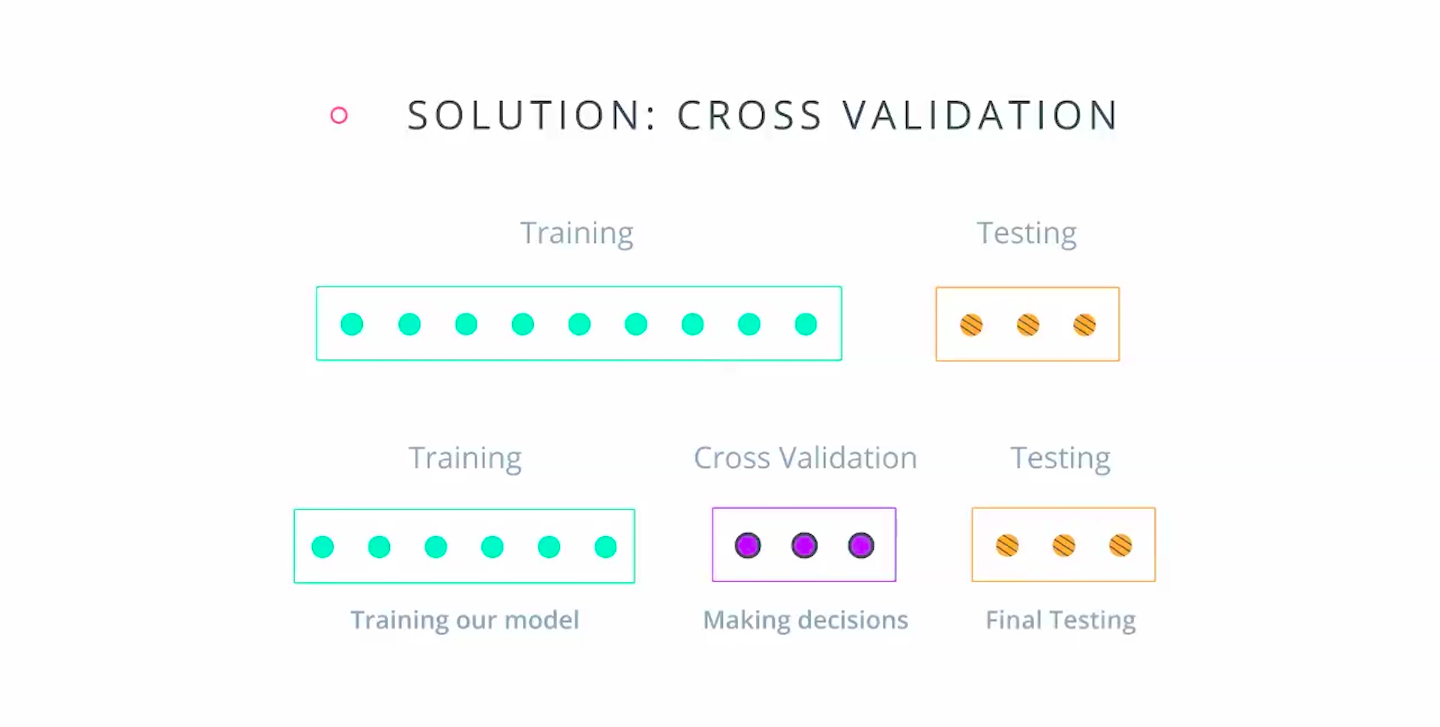 SOLUTION: CROSS VALIDATION
Training
Testing
Training
Cross Validation
Testing
Training our model
Making decisions
Final Testing